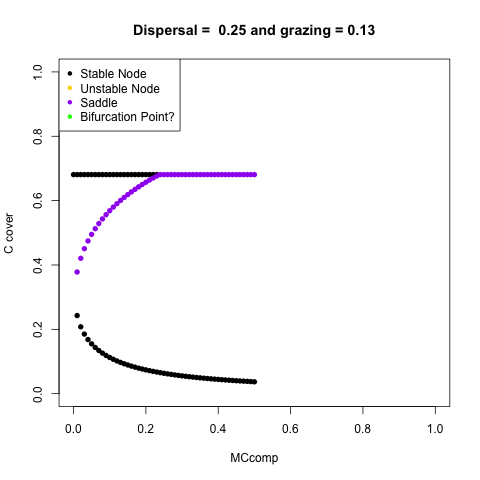 Dispersal =  0.25 and grazing = 0.13
Stable Node
Unstable Node
Saddle
Bifurcation Point?
C cover
1.0
0.8
0.6
0.4
0.2
0.0
0.0 0.2 0.4 0.6 0.8 1.0
MCcomp